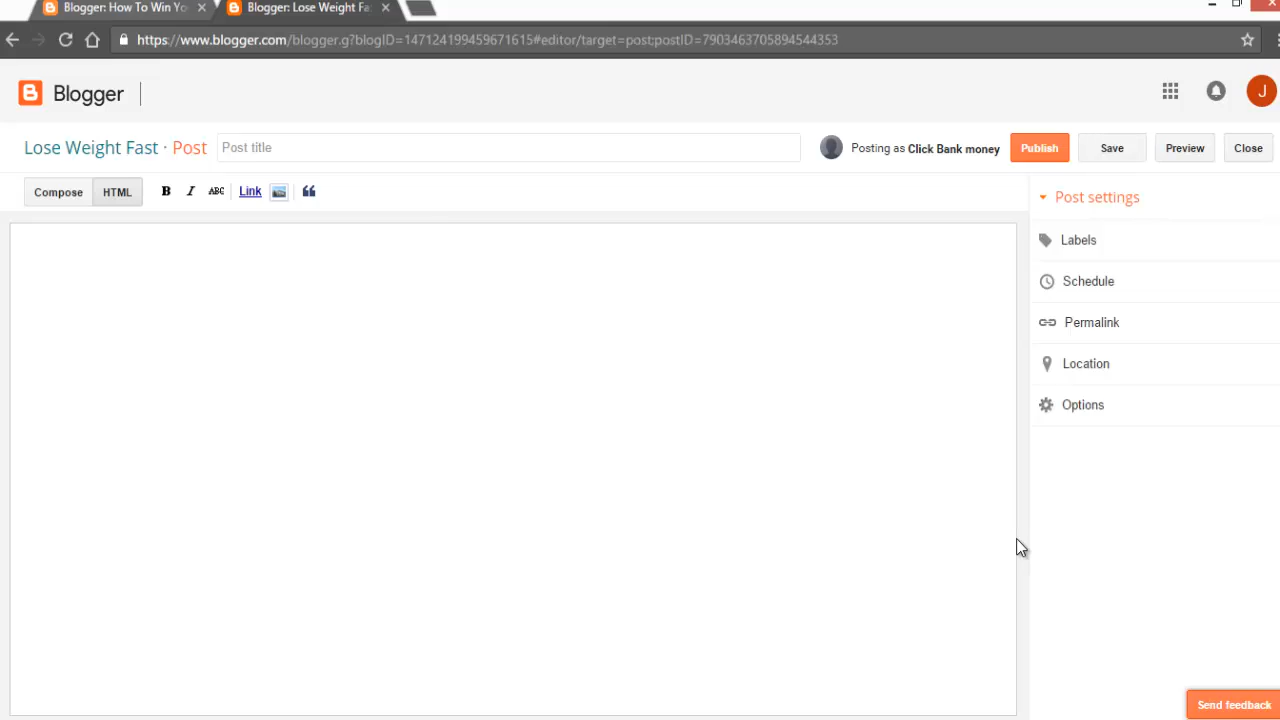 Blogger: How To Win Yo
Blogger: Lose Weight Fa
https://www.blogger.com/blogger.g?blogID=147124199459671615#editor/target=post;postID=7903463705894544353
Blogger
J
Lose Weight Fast · Post
Post title
Posting as Click Bank money
Publish
Save
Preview
Close
Compose
HTML
B
I
ABC
Link
Post settings
Labels
Schedule
Permalink
Location
Options
Send feedback